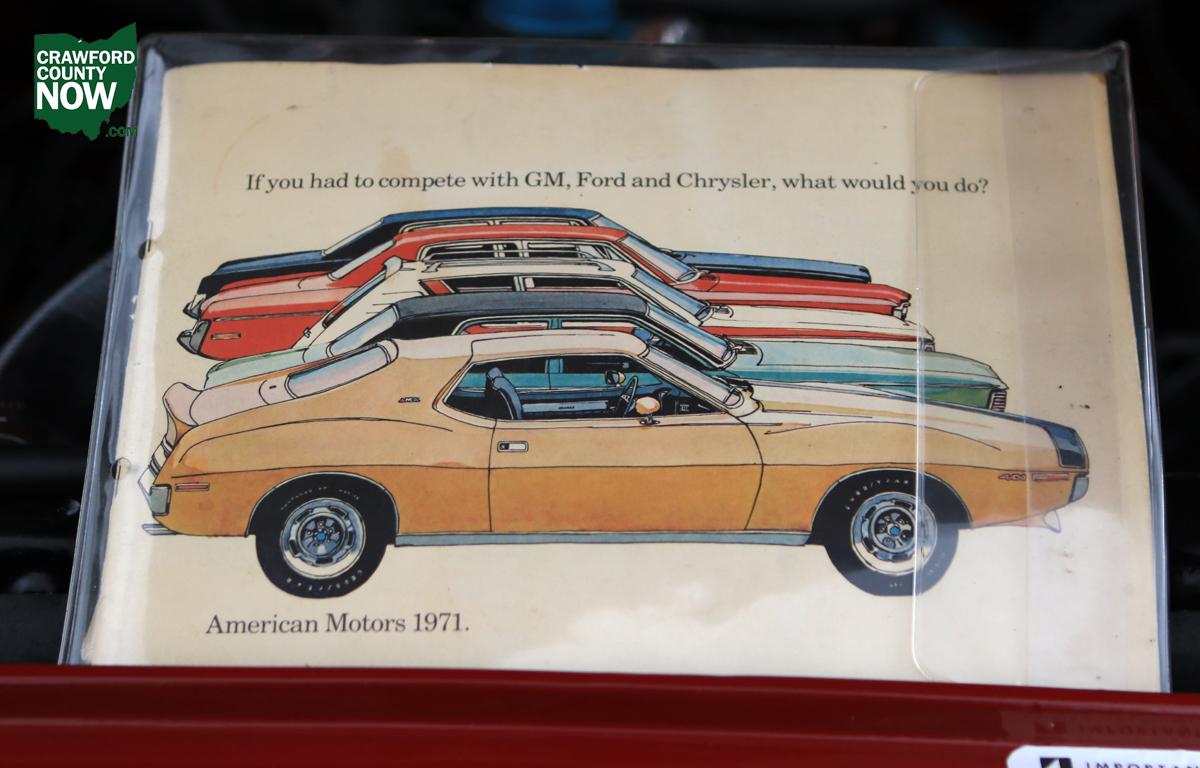 CRAWFORD
COUNTY
NOW
.com
If you had to compete with GM, Ford and Chrysler, what would you do?
401
American Motors 1971.